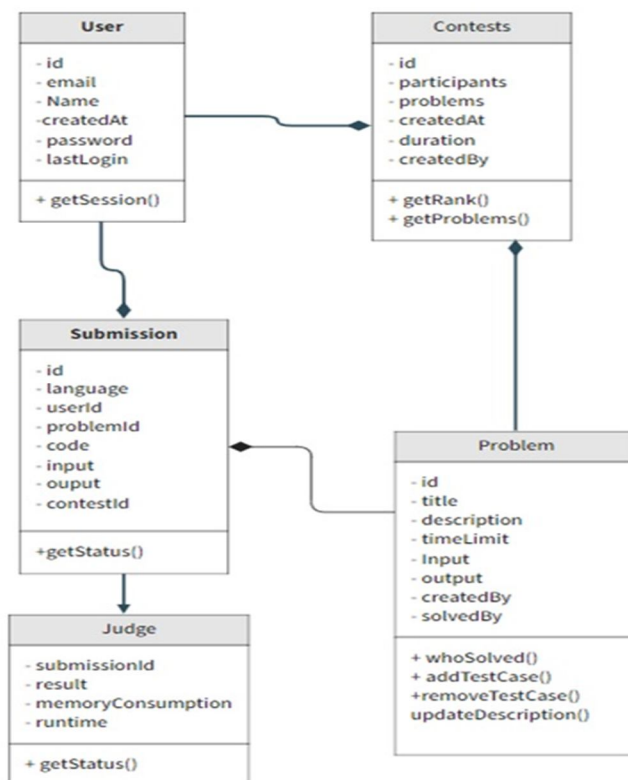 User
- id
- email
- Name
-createdAt
- password
- lastLogin
+ getSession()
Contests
- id
- participants
- problems
- createdAt
- duration
- createdBy
+ getRank()
+ getProblems()
Submission
- id
- language
- userId
- problemId
- code
- input
- ouput
- contestId
+getStatus()
Problem
- id
- title
- description
- timeLimit
- Input
- output
- createdBy
- solvedBy
+ whoSolved()
+ addTestCase()
+removeTestCase()
updateDescription()
Judge
- submissionId
- result
- memoryConsumption
- runtime
+ getStatus()